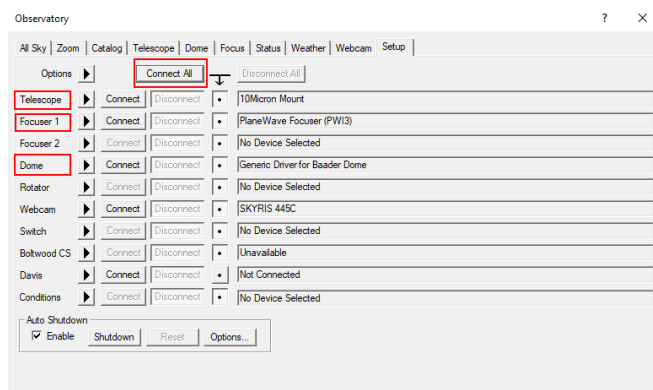 Observatory ? ×
All Sky Zoom Catalog Telescope Dome Focus Status Weather Webcam Setup
Options Connect All Disconnect All
Telescope Connect Disconnect 10Micron Mount
Focuser 1 Connect Disconnect PlaneWave Focuser (PWI3)
Focuser 2 Connect Disconnect No Device Selected
Dome Connect Disconnect Generic Driver for Baader Dome
Rotator Connect Disconnect No Device Selected
Webcam Connect Disconnect SKYRIS 445C
Switch Connect Disconnect No Device Selected
Boltwood CS Connect Disconnect Unavailable
Davis Connect Disconnect Not Connected
Conditions Connect Disconnect No Device Selected
Auto Shutdown
Enable Shutdown Reset Options...